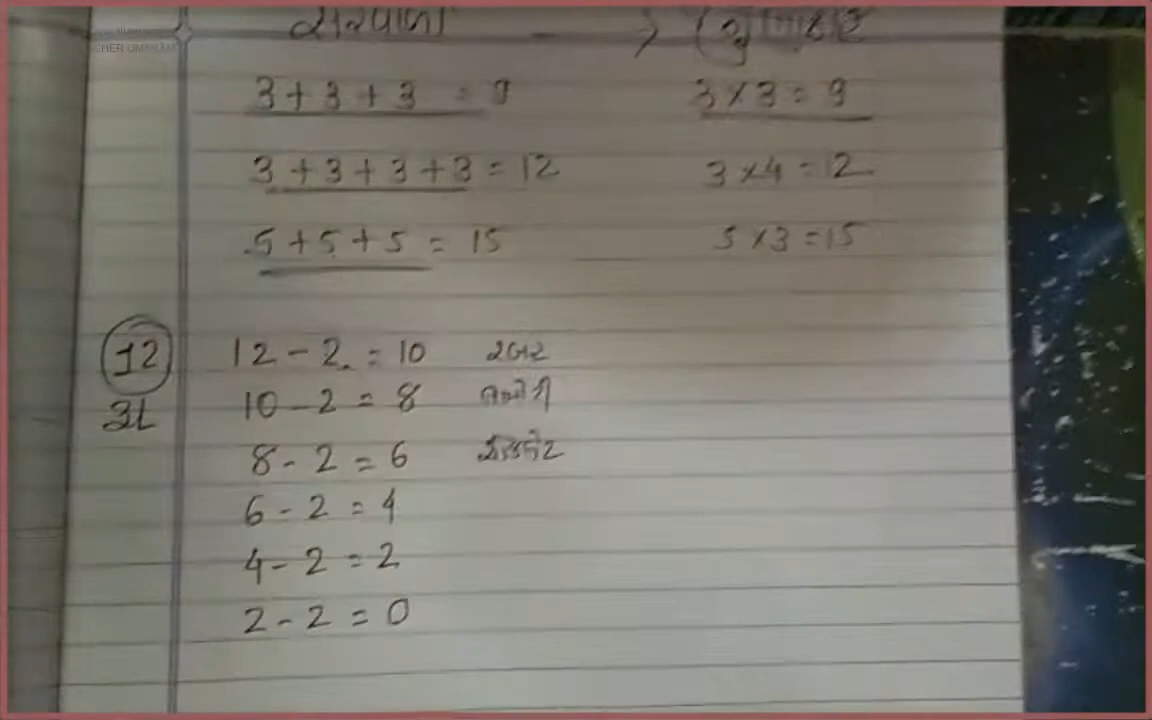 3 + 3 + 3 = 9 3 × 3 = 9
3 + 3 + 3 + 3 = 12 3 × 4 = 12
5 + 5 + 5 = 15 5 × 3 = 15
12 12 - 2 = 10
10 - 2 = 8
8 - 2 = 6
6 - 2 = 4
4 - 2 = 2
2 - 2 = 0